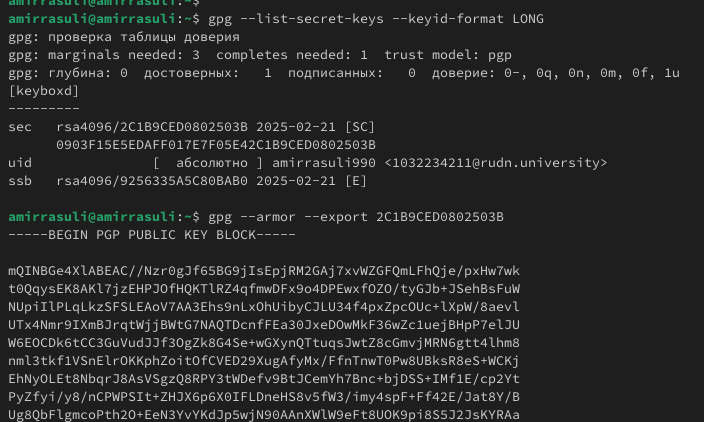 amirrasuli@amirrasuli:~$
amirrasuli@amirrasuli:~$ gpg --list-secret-keys --keyid-format LONG
gpg: проверка таблицы доверия
gpg: marginals needed: 3  completes needed: 1  trust model: pgp
gpg: глубина: 0  достоверных:   1  подписанных:   0  доверие: 0-, 0q, 0n, 0m, 0f, 1u
[keyboxd]
---------
sec   rsa4096/2C1B9CED0802503B 2025-02-21 [SC]
      0903F15E5EDAFF017E7F05E42C1B9CED0802503B
uid               [  абсолютно ] amirrasuli990 <1032234211@rudn.university>
ssb   rsa4096/9256335A5C80BAB0 2025-02-21 [E]
amirrasuli@amirrasuli:~$ gpg --armor --export 2C1B9CED0802503B
-----BEGIN PGP PUBLIC KEY BLOCK-----
mQINBGe4XlABEAC//Nzr0gJf65BG9jIsEpjRM2GAj7xvWZGFQmLFhQje/pxHw7wk
t0QqysEK8AKl7jzEHPJOfHQKTlRZ4qfmwDFx9o4DPEwxfOZO/tyGJb+JSehBsFuW
NUpiIlPLqLkzSFSLEAoV7AA3Ehs9nLxOhUibyCJLU34f4pxZpcOUc+lXpW/8aevl
UTx4Nmr9IXmBJrqtWjjBWtG7NAQTDcnfFEa30JxeDOwMkF36wZc1uejBHpP7elJU
W6EOCDk6tCC3GuVudJJf3OgZk8G4Se+wGXynQTtuqsJwtZ8cGmvjMRN6gtt4lhm8
nml3tkf1VSnElrOKKphZoitOfCVED29XugAfyMx/FfnTnwT0Pw8UBksR8eS+WCKj
EhNyOLEt8NbqrJ8AsVSgzQ8RPY3tWDefv9BtJCemYh7Bnc+bjDSS+IMf1E/cp2Yt
PyZfyi/y8/nCPWPSIt+ZHJX6p6X0IFLDneHS8v5fW3/imy4spF+Ff42E/Jat8Y/B
Ug8QbFlgmcoPth2O+EeN3YvYKdJp5wjN90AAnXWlW9eFt8UOK9pi8S5J2JsKYRAa